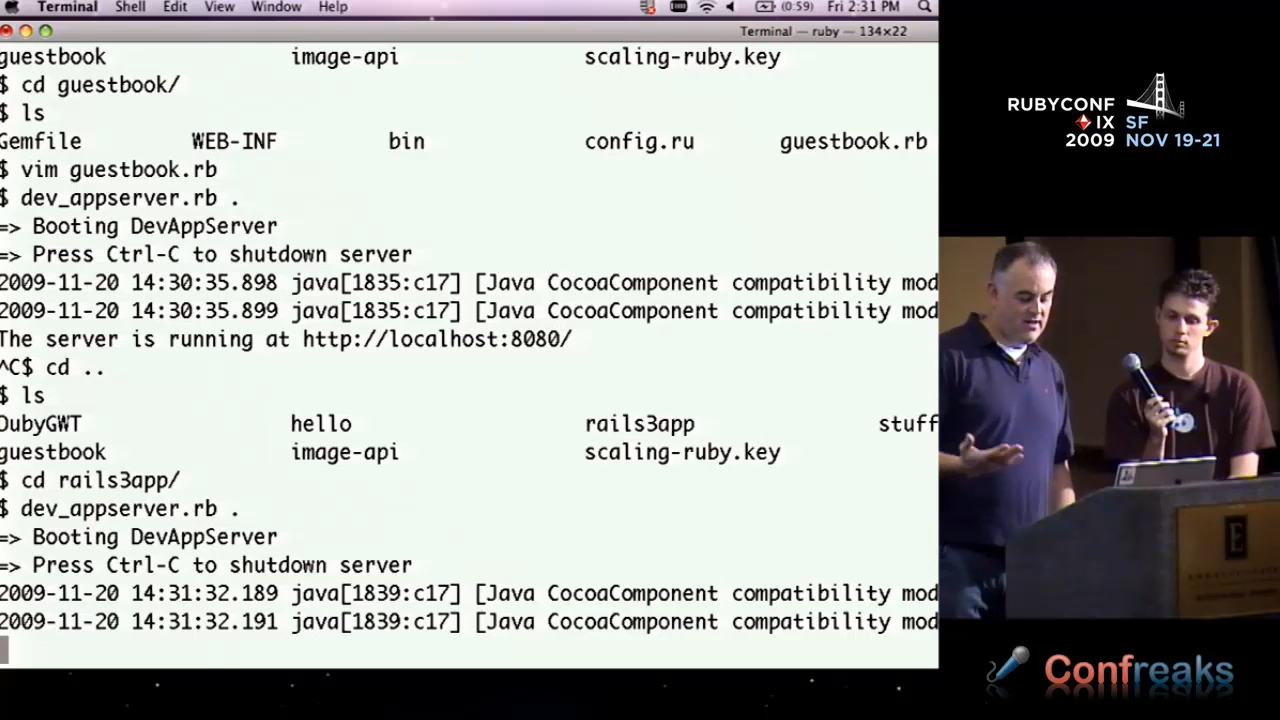 Terminal Shell Edit View Window Help (0:59) Fri 2:31 PM
Terminal — ruby — 134×22
guestbook image-api scaling-ruby.key
$ cd guestbook/
$ ls
Gemfile WEB-INF bin config.ru guestbook.rb
$ vim guestbook.rb
$ dev_appserver.rb .
=> Booting DevAppServer
=> Press Ctrl-C to shutdown server
2009-11-20 14:30:35.898 java[1835:c17] [Java CocoaComponent compatibility mod
2009-11-20 14:30:35.899 java[1835:c17] [Java CocoaComponent compatibility mod
The server is running at http://localhost:8080/
^C$ cd ..
$ ls
DubyGWT hello rails3app stuff
guestbook image-api scaling-ruby.key
$ cd rails3app/
$ dev_appserver.rb .
=> Booting DevAppServer
=> Press Ctrl-C to shutdown server
2009-11-20 14:31:32.189 java[1839:c17] [Java CocoaComponent compatibility mod
2009-11-20 14:31:32.191 java[1839:c17] [Java CocoaComponent compatibility mod
RUBYCONF
IX SF
2009 NOV 19-21
E
Confreaks